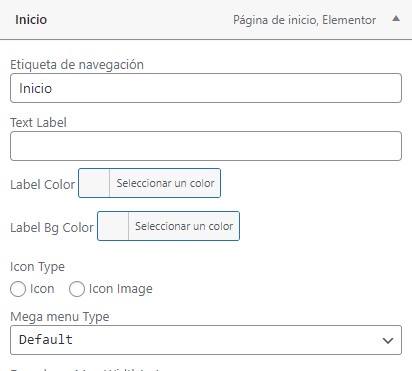 Inicio Página de inicio, Elementor
Etiqueta de navegación
Inicio
Text Label
Label Color Seleccionar un color
Label Bg Color Seleccionar un color
Icon Type
Icon Icon Image
Mega menu Type
Default